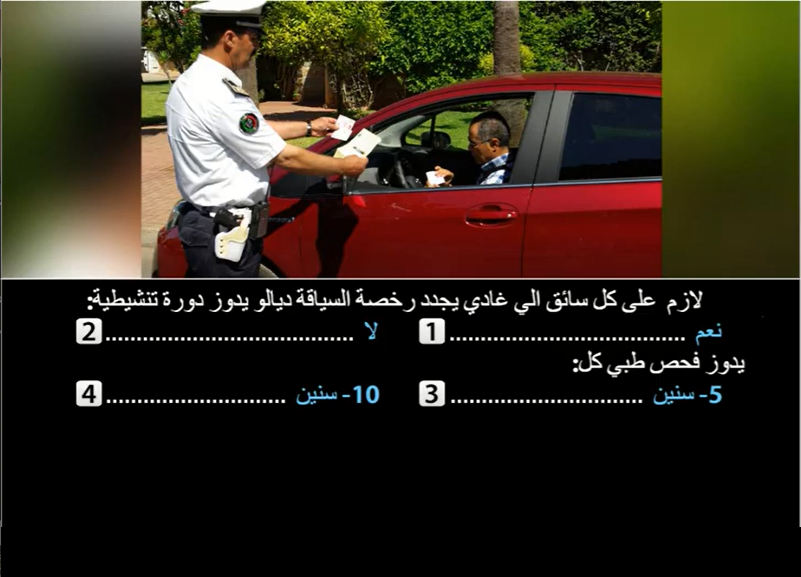 لازم على كل سائق الي غادي يجدد رخصة السياقة ديالو يدوز دورة تنشيطية:
نعم ........................................ 1 لا ........................................ 2
يدوز فحص طبي كل:
5- سنين ................................ 3 10- سنين .............................. 4